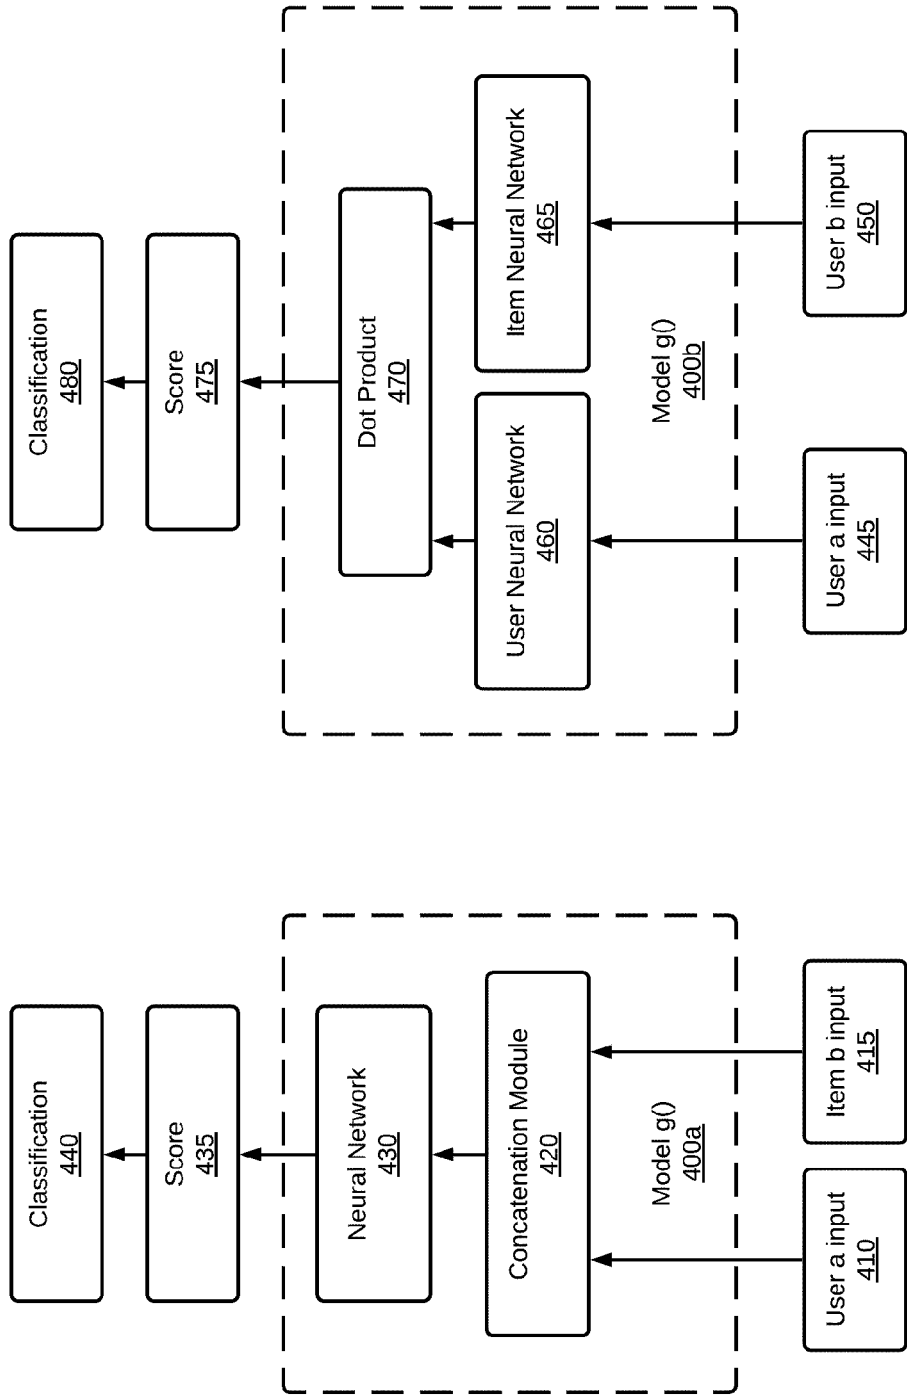 Classification
440
Score
435
Neural Network
430
Concatenation Module
420
Model g()
400a
User a input
410
Item b input
415
Classification
480
Score
475
Dot Product
470
User Neural Network
460
Item Neural Network
465
Model g()
400b
User a input
445
User b input
450